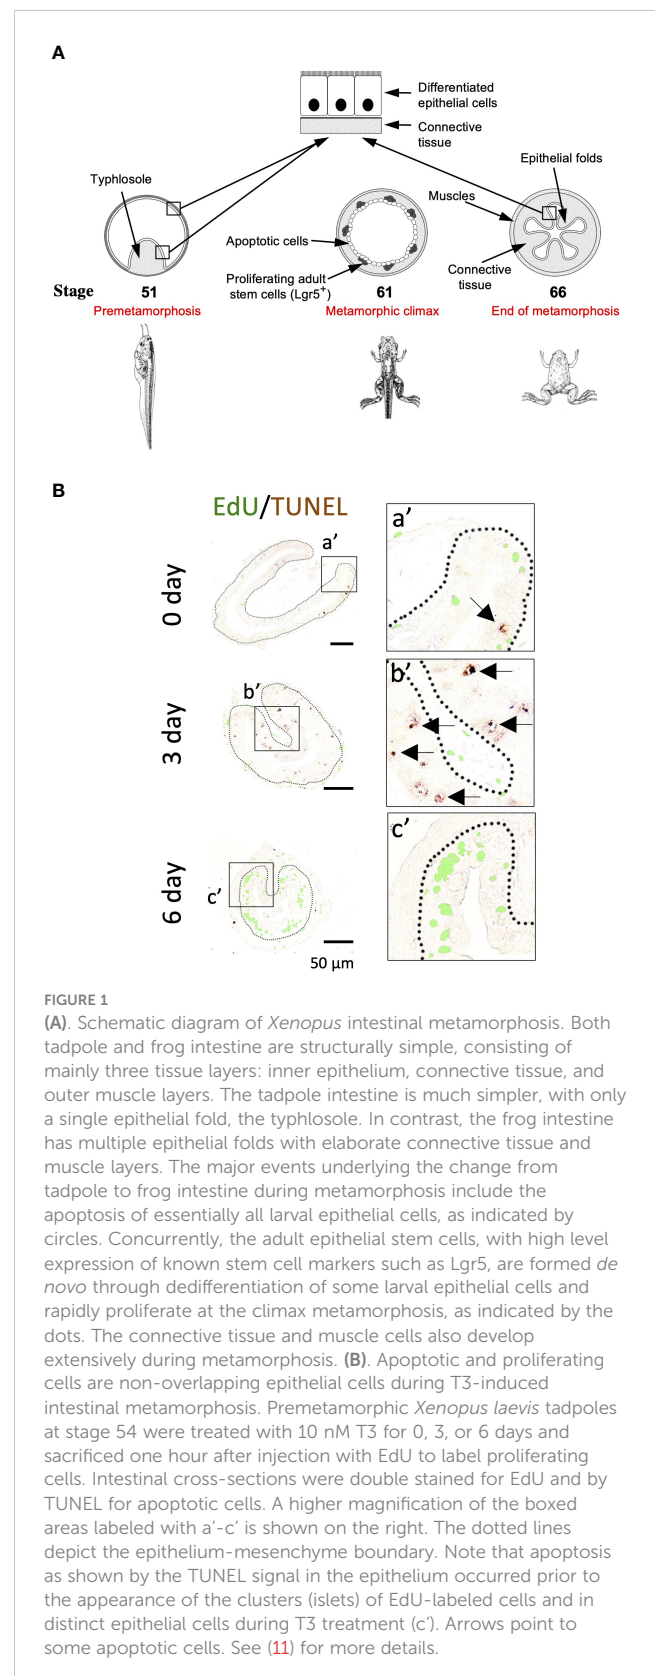 A
Differentiated
epithelial cells
Connective
tissue
Epithelial folds
Typhlosole
Muscles
Apoptotic cells
Proliferating adult
stem cells (Lgr5+)
Connective
tissue
Stage 51 61 66
Premetamorphosis Metamorphic climax End of metamorphosis
B
EdU/TUNEL
a’
a’
0 day
b’
b’
3 day
c’
c’
6 day
50 µm
FIGURE 1
(A). Schematic diagram of Xenopus intestinal metamorphosis. Both
tadpole and frog intestine are structurally simple, consisting of
mainly three tissue layers: inner epithelium, connective tissue, and
outer muscle layers. The tadpole intestine is much simpler, with only
a single epithelial fold, the typhlosole. In contrast, the frog intestine
has multiple epithelial folds with elaborate connective tissue and
muscle layers. The major events underlying the change from
tadpole to frog intestine during metamorphosis include the
apoptosis of essentially all larval epithelial cells, as indicated by
circles. Concurrently, the adult epithelial stem cells, with high level
expression of known stem cell markers such as Lgr5, are formed de
novo through dedifferentiation of some larval epithelial cells and
rapidly proliferate at the climax metamorphosis, as indicated by the
dots. The connective tissue and muscle cells also develop
extensively during metamorphosis. (B). Apoptotic and proliferating
cells are non-overlapping epithelial cells during T3-induced
intestinal metamorphosis. Premetamorphic Xenopus laevis tadpoles
at stage 54 were treated with 10 nM T3 for 0, 3, or 6 days and
sacrificed one hour after injection with EdU to label proliferating
cells. Intestinal cross-sections were double stained for EdU and by
TUNEL for apoptotic cells. A higher magnification of the boxed
areas labeled with a’-c’ is shown on the right. The dotted lines
depict the epithelium-mesenchyme boundary. Note that apoptosis
as shown by the TUNEL signal in the epithelium occurred prior to
the appearance of the clusters (islets) of EdU-labeled cells and in
distinct epithelial cells during T3 treatment (c’). Arrows point to
some apoptotic cells. See (11) for more details.